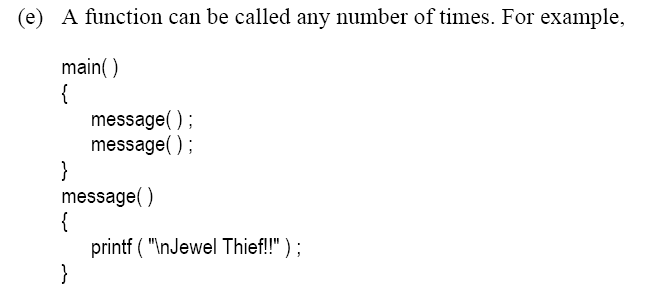 (e) A function can be called any number of times. For example,
main( )
{
message( ) ;
message( ) ;
}
message( )
{
printf ( "\nJewel Thief!!" ) ;
}